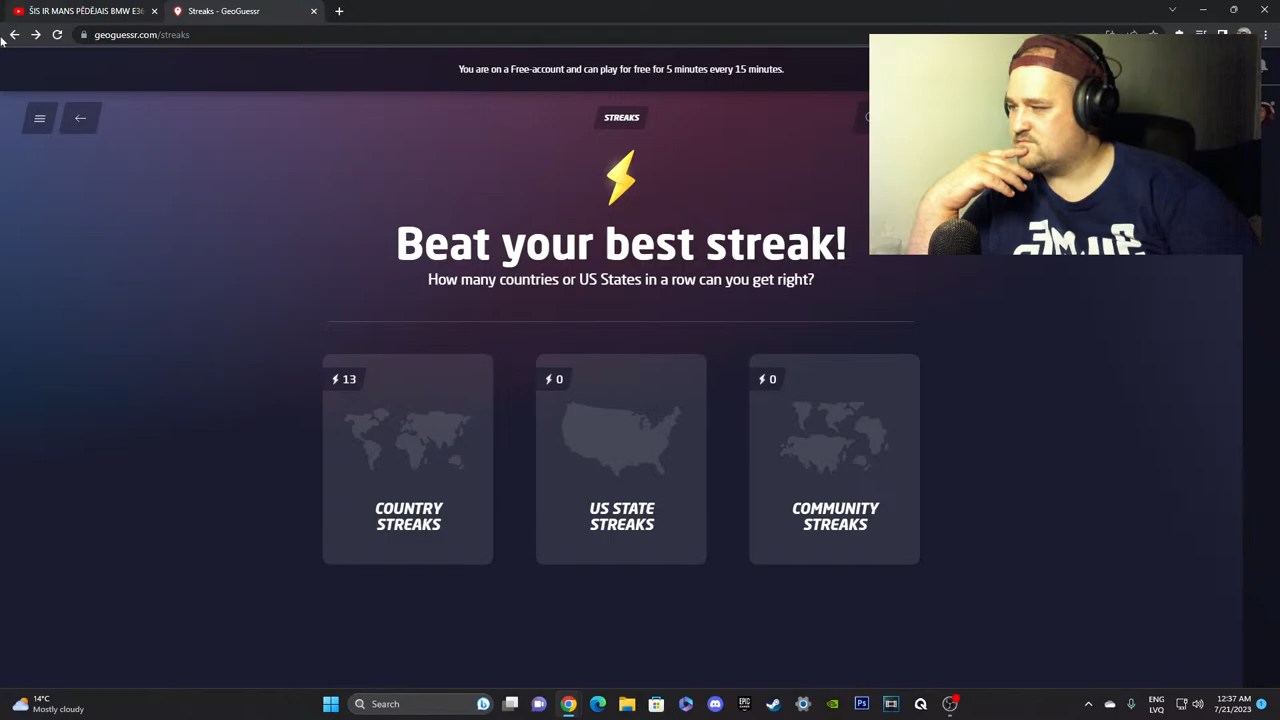 ŠIS IR MANS PĒDĒJAIS BMW E36
Streaks - GeoGuessr
geoguessr.com/streaks
You are on a Free-account and can play for free for 5 minutes every 15 minutes.
STREAKS
Beat your best streak!
How many countries or US States in a row can you get right?
13
0
0
COUNTRY
STREAKS
US STATE
STREAKS
COMMUNITY
STREAKS
14°C
Mostly cloudy
Search
ENG
LVQ
12:37 AM
7/21/2023